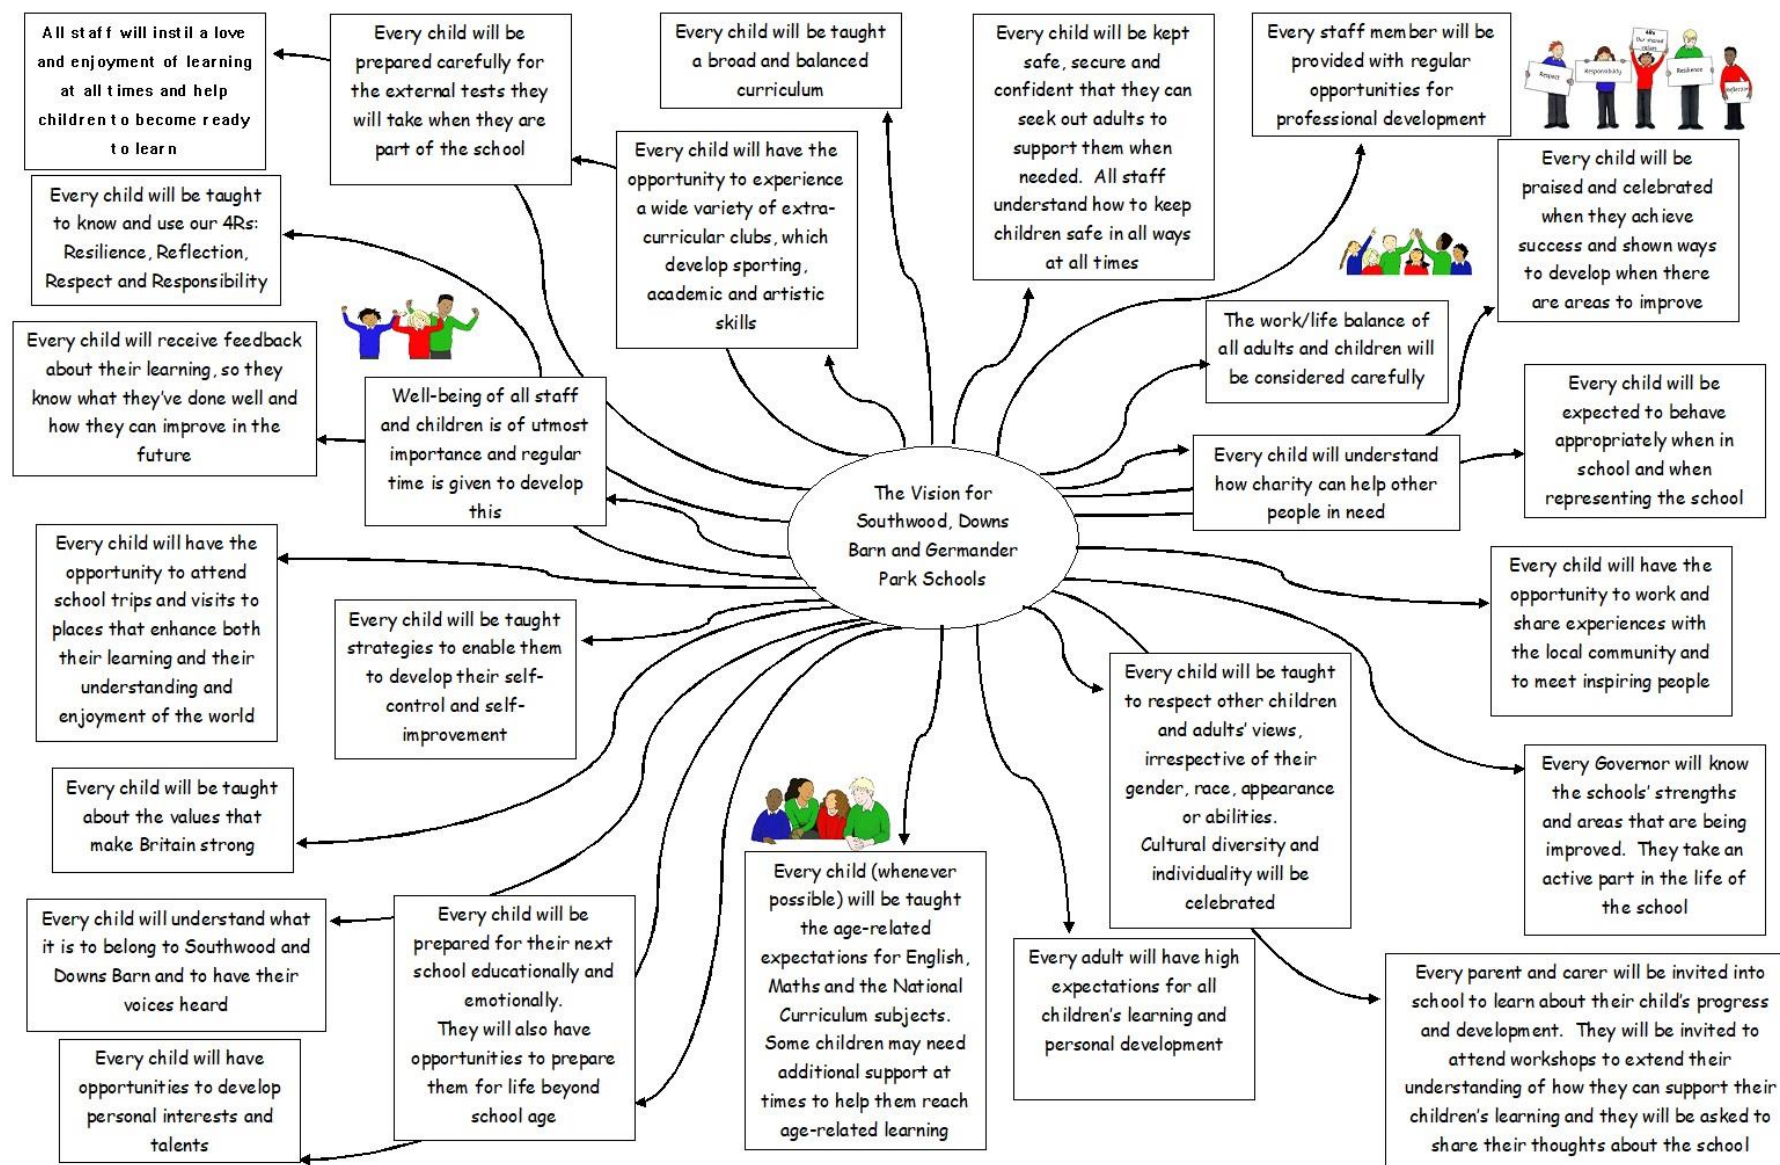 All staff will instil a love
and enjoyment of learning
at all times and help
children to become ready
to learn
Every child will be
prepared carefully for
the external tests they
will take when they are
part of the school
Every child will be taught
a broad and balanced
curriculum
Every child will be kept
safe, secure and
confident that they can
seek out adults to
support them when
needed. All staff
understand how to keep
children safe in all ways
at all times
Every staff member will be
provided with regular
opportunities for
professional development
Respect
Responsibility
4Rs
Our shared
values
Resilience
Reflection
Every child will be taught
to know and use our 4Rs:
Resilience, Reflection,
Respect and Responsibility
Every child will have the
opportunity to experience
a wide variety of extra-
curricular clubs, which
develop sporting,
academic and artistic
skills
Every child will be
praised and celebrated
when they achieve
success and shown ways
to develop when there
are areas to improve
The work/life balance of
all adults and children will
be considered carefully
Every child will receive feedback
about their learning, so they
know what they've done well and
how they can improve in the
future
Well-being of all staff
and children is of utmost
importance and regular
time is given to develop
this
Every child will be
expected to behave
appropriately when in
school and when
representing the school
Every child will understand
how charity can help other
people in need
The Vision for
Southwood, Downs
Barn and Germander
Park Schools
Every child will have the
opportunity to attend
school trips and visits to
places that enhance both
their learning and their
understanding and
enjoyment of the world
Every child will be taught
strategies to enable them
to develop their self-
control and self-
improvement
Every child will have the
opportunity to work and
share experiences with
the local community and
to meet inspiring people
Every child will be taught
to respect other children
and adults' views,
irrespective of their
gender, race, appearance
or abilities.
Cultural diversity and
individuality will be
celebrated
Every child will be taught
about the values that
make Britain strong
Every Governor will know
the schools' strengths
and areas that are being
improved. They take an
active part in the life of
the school
Every child will understand what
it is to belong to Southwood and
Downs Barn and to have their
voices heard
Every child will be
prepared for their next
school educationally and
emotionally.
They will also have
opportunities to prepare
them for life beyond
school age
Every child (whenever
possible) will be taught
the age-related
expectations for English,
Maths and the National
Curriculum subjects.
Some children may need
additional support at
times to help them reach
age-related learning
Every adult will have high
expectations for all
children's learning and
personal development
Every parent and carer will be invited into
school to learn about their child's progress
and development. They will be invited to
attend workshops to extend their
understanding of how they can support their
children's learning and they will be asked to
share their thoughts about the school
Every child will have
opportunities to develop
personal interests and
talents